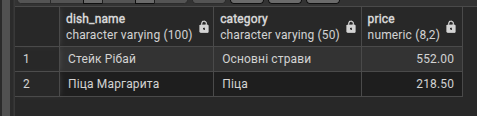 dish_name category price
character varying (100) character varying (50) numeric (8,2)
1 Стейк Рібай Основні страви 552.00
2 Піца Маргарита Піца 218.50